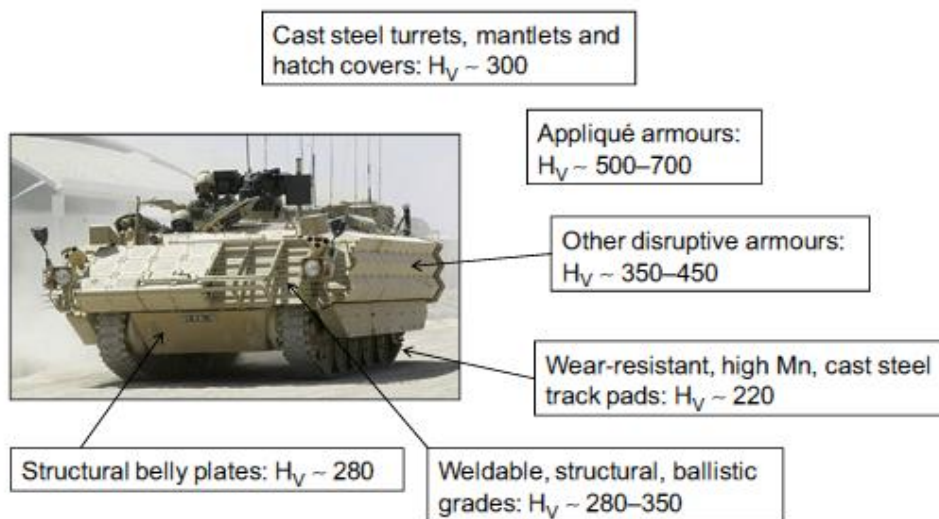 Cast steel turrets, mantlets and
hatch covers: HV ~ 300
Appliqué armours:
HV ~ 500–700
Other disruptive armours:
HV ~ 350–450
Wear-resistant, high Mn, cast steel
track pads: HV ~ 220
Structural belly plates: HV ~ 280
Weldable, structural, ballistic
grades: HV ~ 280–350